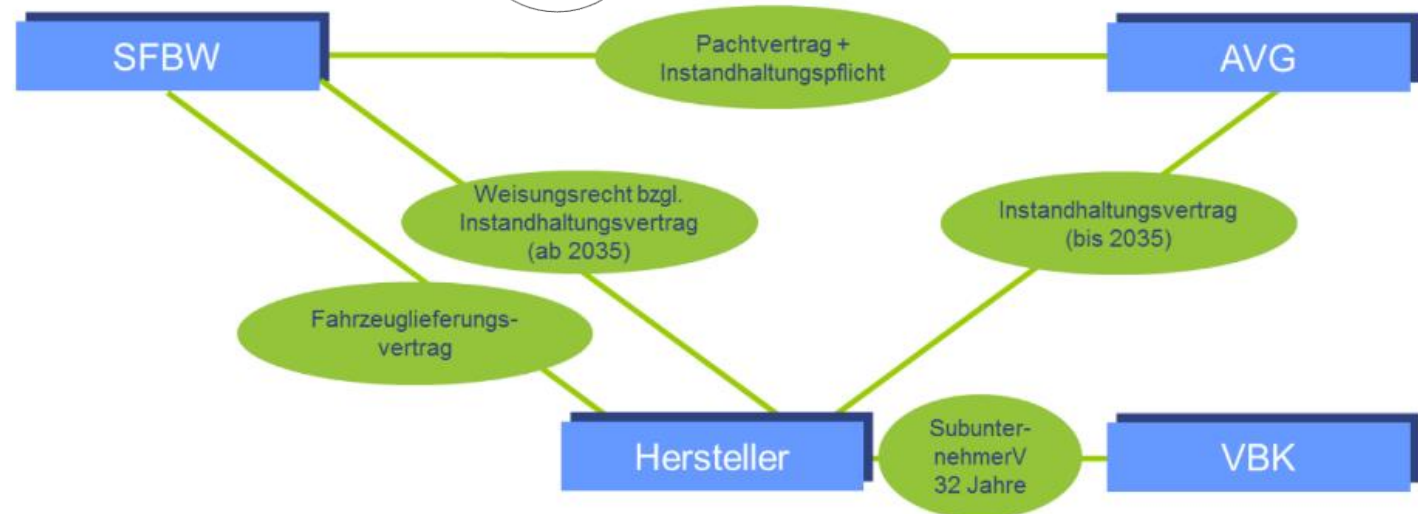 SFBW
Pachtvertrag +
Instandhaltungspflicht
AVG
Weisungsrecht bzgl.
Instandhaltungsvertrag
(ab 2035)
Instandhaltungsvertrag
(bis 2035)
Fahrzeuglieferungs-
vertrag
Hersteller
Subunter-
nehmerV
32 Jahre
VBK